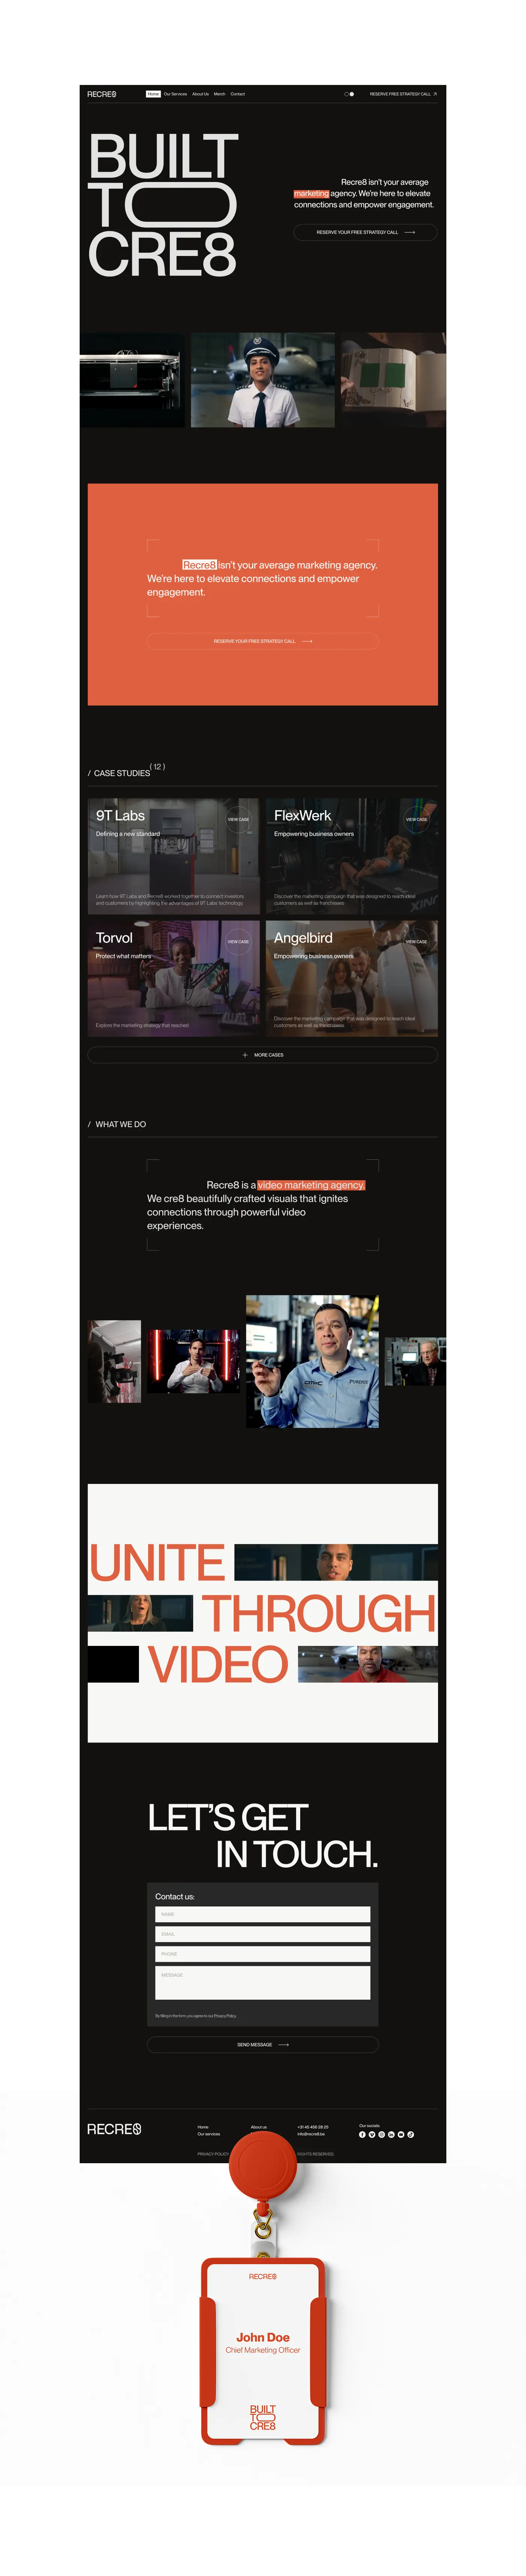 RECRE8
Home
Our Services
About Us
Merch
Contact
RESERVE FREE STRATEGY CALL
BUILT
TO
CRE8
Recre8 isn't your average
marketing agency. We're here to elevate
connections and empower engagement.
RESERVE YOUR FREE STRATEGY CALL
Recre8 isn't your average marketing agency.
We're here to elevate connections and empower
engagement.
RESERVE YOUR FREE STRATEGY CALL
/ CASE STUDIES (12)
9T Labs
VIEW CASE
Defining a new standard
Learn how 9T Labs and Recre8 worked together to connect investors
and customers by highlighting the advantages of 9T Labs' technology.
FlexWerk
VIEW CASE
Empowering business owners
Discover the marketing campaign that was designed to reach ideal
customers as well as franchisees.
Torvol
VIEW CASE
Protect what matters
Explore the marketing strategy that reached
Angelbird
VIEW CASE
Empowering business owners
Discover the marketing campaign that was designed to reach ideal
customers as well as franchisees.
+ MORE CASES
/ WHAT WE DO
Recre8 is a video marketing agency.
We cre8 beautifully crafted visuals that ignites
connections through powerful video
experiences.
PURDUE
UNITE
THROUGH
VIDEO
LET'S GET
IN TOUCH.
Contact us:
NAME
EMAIL
PHONE
MESSAGE
By filling in this form, you agree to our Privacy Policy.
SEND MESSAGE
RECRE8
Home
Our services
About us
+31 45 456 28 25
info@recre8.be
Our socials:
PRIVACY POLICY
RIGHTS RESERVED.
RECRE8
John Doe
Chief Marketing Officer
BUILT
TO
CRE8